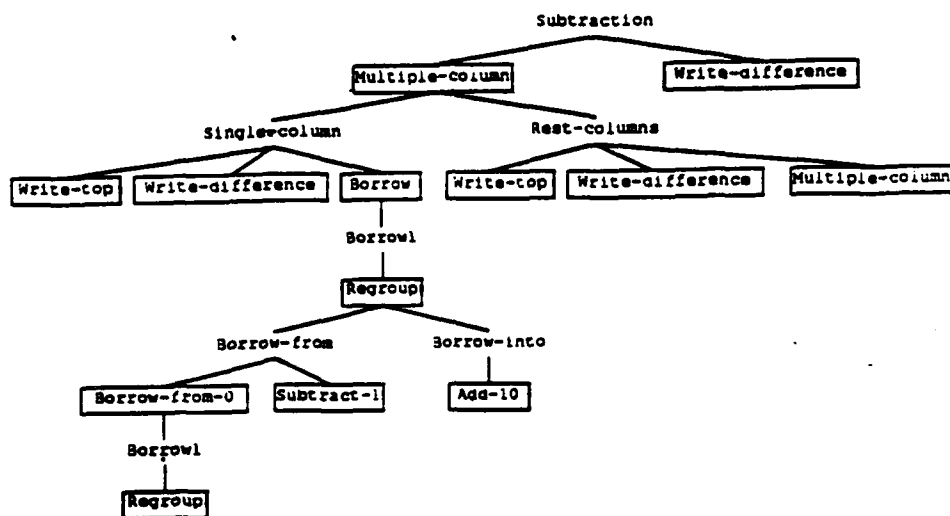 Subtraction
Multiple-column Write-difference
Single-column Rest-columns
Write-top Write-difference Borrow Write-top Write-difference Multiple-column
Borrow1
Regroup
Borrow-from Borrow-into
Borrow-from-0 Subtract-1 Add-10
Borrow1
Regroup